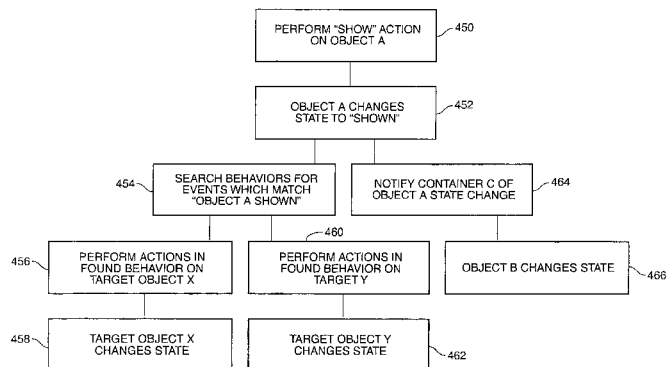 PERFORM "SHOW" ACTION
ON OBJECT A
450
OBJECT A CHANGES
STATE TO "SHOWN"
452
454
SEARCH BEHAVIORS FOR
EVENTS WHICH MATCH
"OBJECT A SHOWN"
NOTIFY CONTAINER C OF
OBJECT A STATE CHANGE
464
456
PERFORM ACTIONS IN
FOUND BEHAVIOR ON
TARGET OBJECT X
460
PERFORM ACTIONS IN
FOUND BEHAVIOR ON
TARGET Y
OBJECT B CHANGES STATE
466
458
TARGET OBJECT X
CHANGES STATE
TARGET OBJECT Y
CHANGES STATE
462